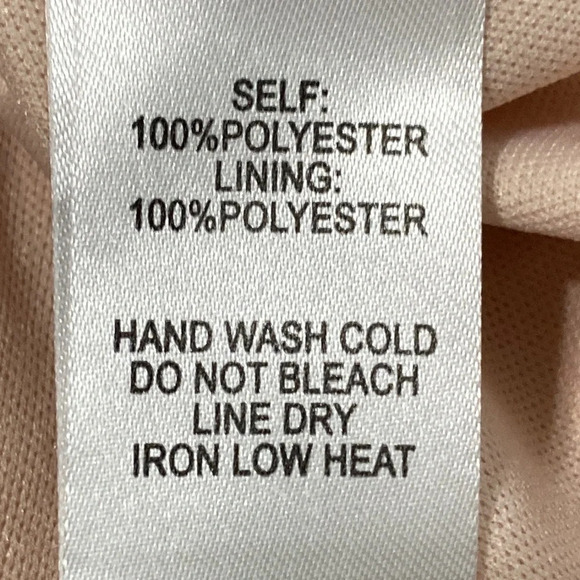 SELF:
100%POLYESTER
LINING:
100%POLYESTER
HAND WASH COLD
DO NOT BLEACH
LINE DRY
IRON LOW HEAT